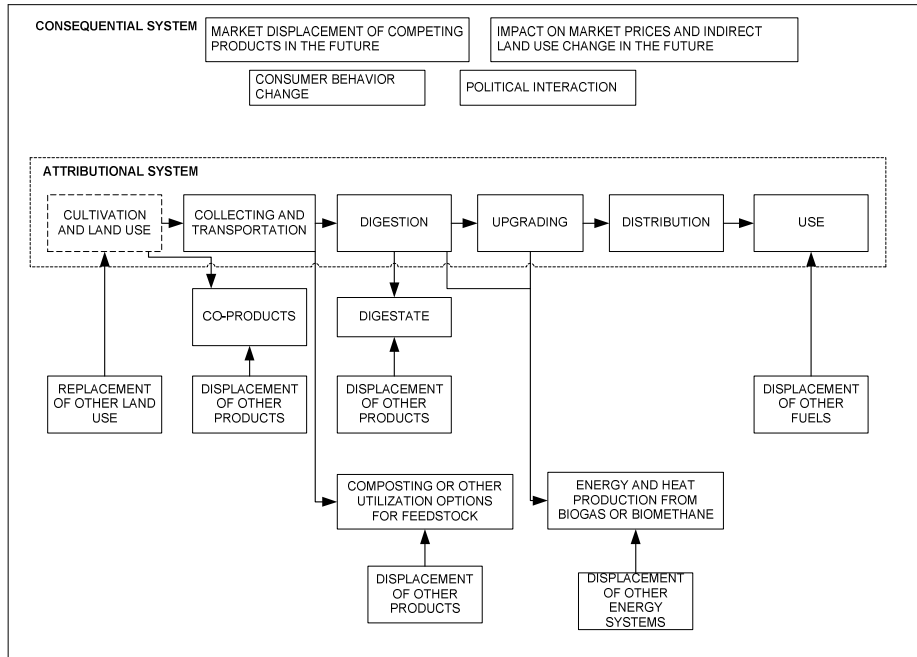 CONSEQUENTIAL SYSTEM
MARKET DISPLACEMENT OF COMPETING
PRODUCTS IN THE FUTURE
IMPACT ON MARKET PRICES AND INDIRECT
LAND USE CHANGE IN THE FUTURE
CONSUMER BEHAVIOR
CHANGE
POLITICAL INTERACTION
ATTRIBUTIONAL SYSTEM
CULTIVATION
AND LAND USE
COLLECTING AND
TRANSPORTATION
DIGESTION
UPGRADING
DISTRIBUTION
USE
CO-PRODUCTS
DIGESTATE
REPLACEMENT
OF OTHER LAND
USE
DISPLACEMENT
OF OTHER
PRODUCTS
DISPLACEMENT
OF OTHER
PRODUCTS
DISPLACEMENT
OF OTHER
FUELS
COMPOSTING OR OTHER
UTILIZATION OPTIONS
FOR FEEDSTOCK
ENERGY AND HEAT
PRODUCTION FROM
BIOGAS OR BIOMETHANE
DISPLACEMENT
OF OTHER
PRODUCTS
DISPLACEMENT
OF OTHER
ENERGY
SYSTEMS